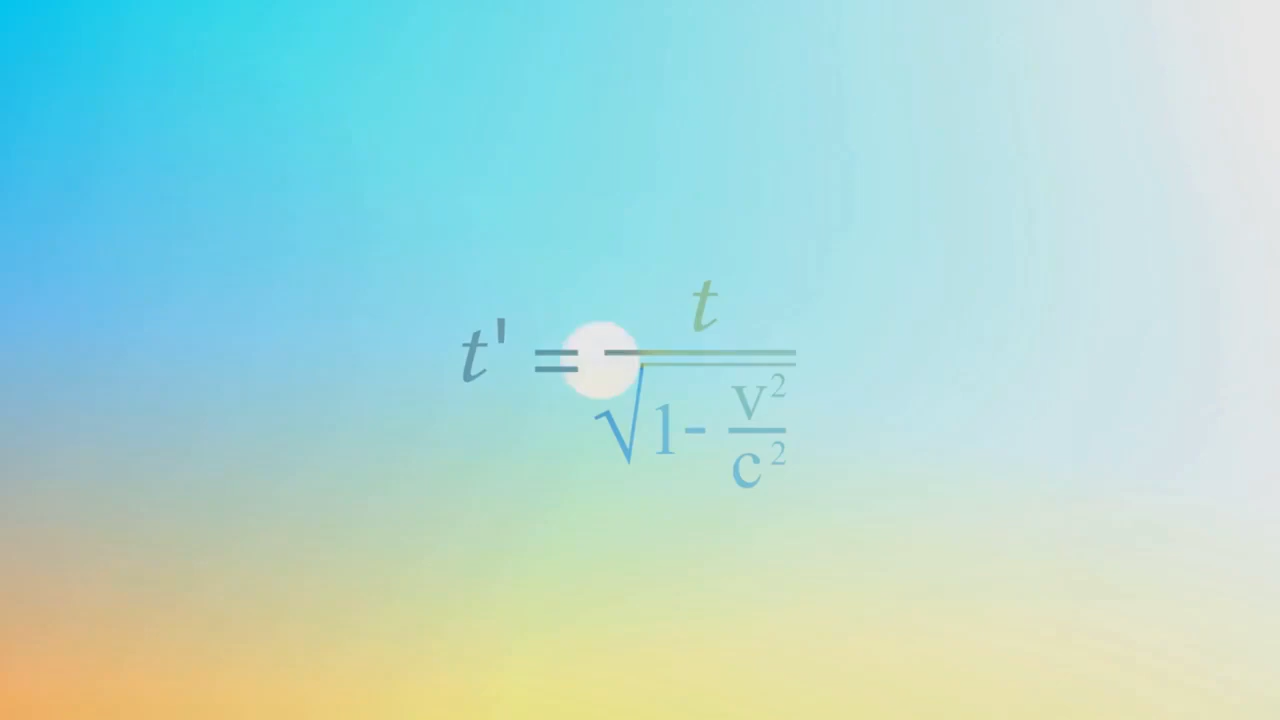 t' = t / √1- v²/c²